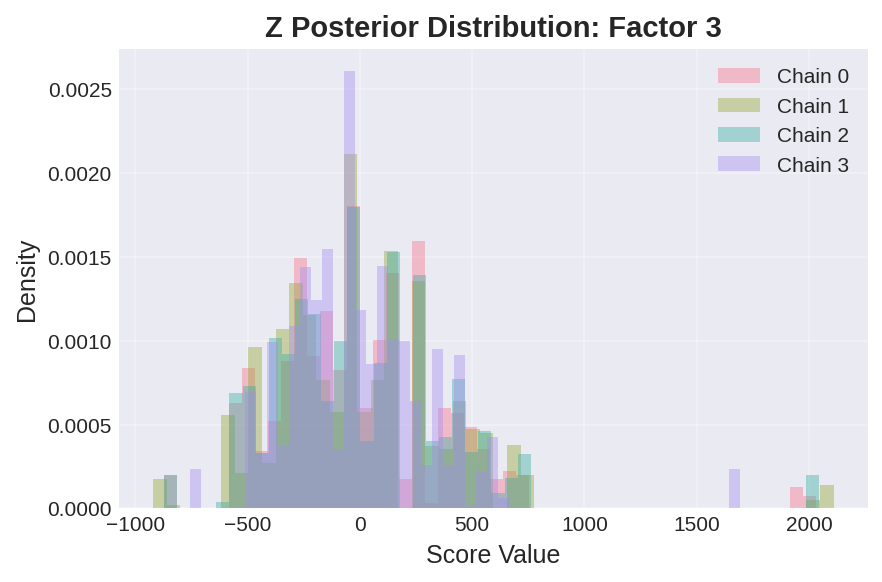 Z Posterior Distribution: Factor 3
Chain 0
Chain 1
Chain 2
Chain 3
0.0025
0.0020
0.0015
0.0010
0.0005
0.0000
Density
−1000
−500
0
500
1000
1500
2000
Score Value